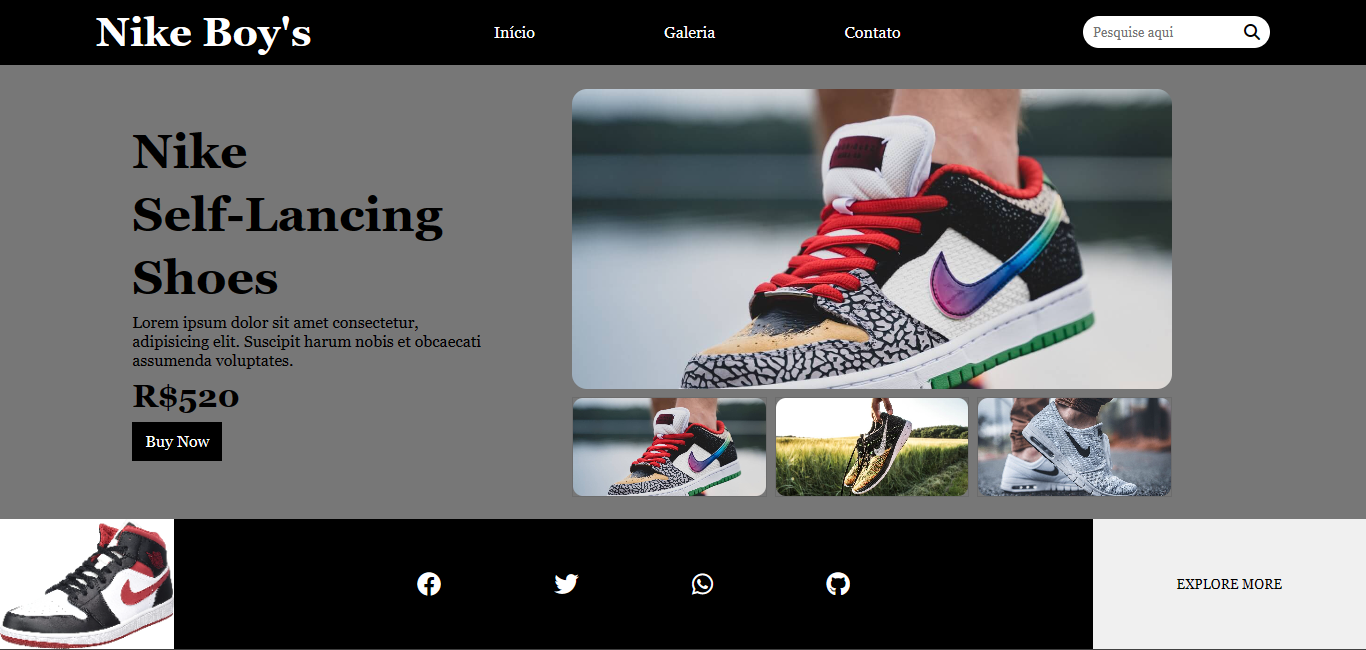 Nike Boy's
Início
Galeria
Contato
Pesquise aqui
Nike
Self-Lancing
Shoes
Lorem ipsum dolor sit amet consectetur,
adipisicing elit. Suscipit harum nobis et obcaecati
assumenda voluptates.
R$520
Buy Now
EXPLORE MORE